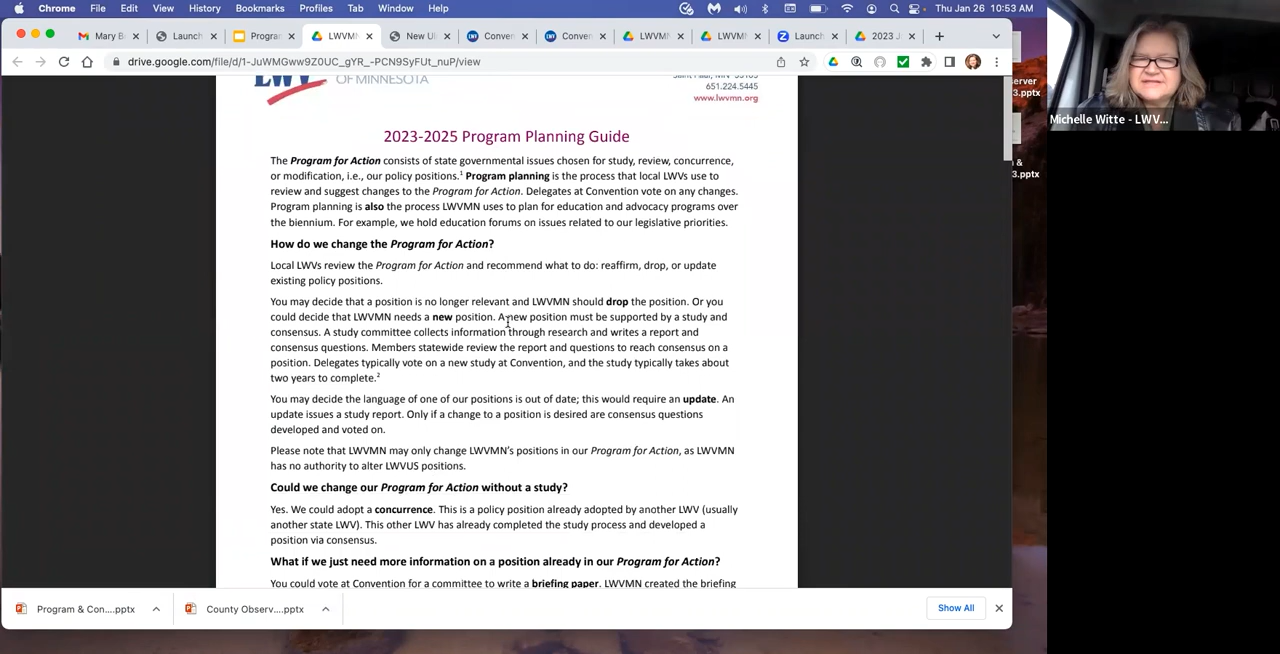 Chrome File Edit View History Bookmarks Profiles Tab Window Help Thu Jan 26 10:53 AM
Mary B Launch Program LWVM New U Conven Conven LWVM LWVM Launch 2023 J
drive.google.com/file/d/1-JuWMGww9Z0UC_gYR_-PCN9SyFUt_nuP/view
LWV OF MINNESOTA
651.224.5445
www.lwvmn.org
2023-2025 Program Planning Guide
The Program for Action consists of state governmental issues chosen for study, review, concurrence,
or modification, i.e., our policy positions.1 Program planning is the process that local LWVs use to
review and suggest changes to the Program for Action. Delegates at Convention vote on any changes.
Program planning is also the process LWVMN uses to plan for education and advocacy programs over
the biennium. For example, we hold education forums on issues related to our legislative priorities.
How do we change the Program for Action?
Local LWVs review the Program for Action and recommend what to do: reaffirm, drop, or update
existing policy positions.
You may decide that a position is no longer relevant and LWVMN should drop the position. Or you
could decide that LWVMN needs a new position. A new position must be supported by a study and
consensus. A study committee collects information through research and writes a report and
consensus questions. Members statewide review the report and questions to reach consensus on a
position. Delegates typically vote on a new study at Convention, and the study typically takes about
two years to complete.2
You may decide the language of one of our positions is out of date; this would require an update. An
update issues a study report. Only if a change to a position is desired are consensus questions
developed and voted on.
Please note that LWVMN may only change LWVMN's positions in our Program for Action, as LWVMN
has no authority to alter LWVUS positions.
Could we change our Program for Action without a study?
Yes. We could adopt a concurrence. This is a policy position already adopted by another LWV (usually
another state LWV). This other LWV has already completed the study process and developed a
position via consensus.
What if we just need more information on a position already in our Program for Action?
You could vote at Convention for a committee to write a briefing paper. LWVMN created the briefing
Program & Con....pptx County Observ....pptx Show All
server
3.pptx
&
3.pptx
Michelle Witte - LWV...